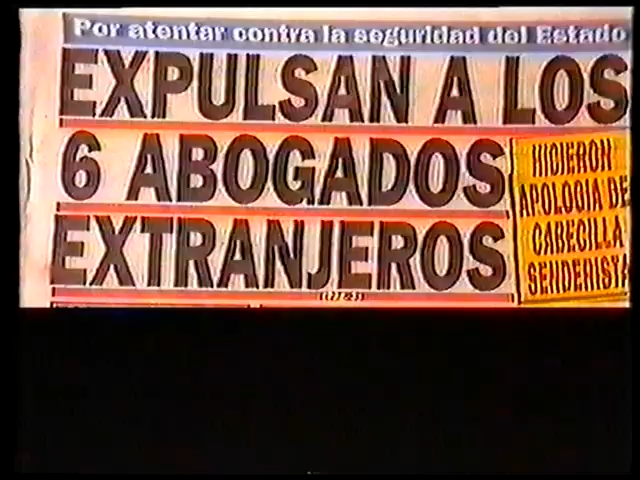 Por atentar contra la seguridad del Estado
EXPULSAN A LOS
6 ABOGADOS
EXTRANJEROS
HICIERON
APOLOGIA DE
CABECILLA
SENDERISTA